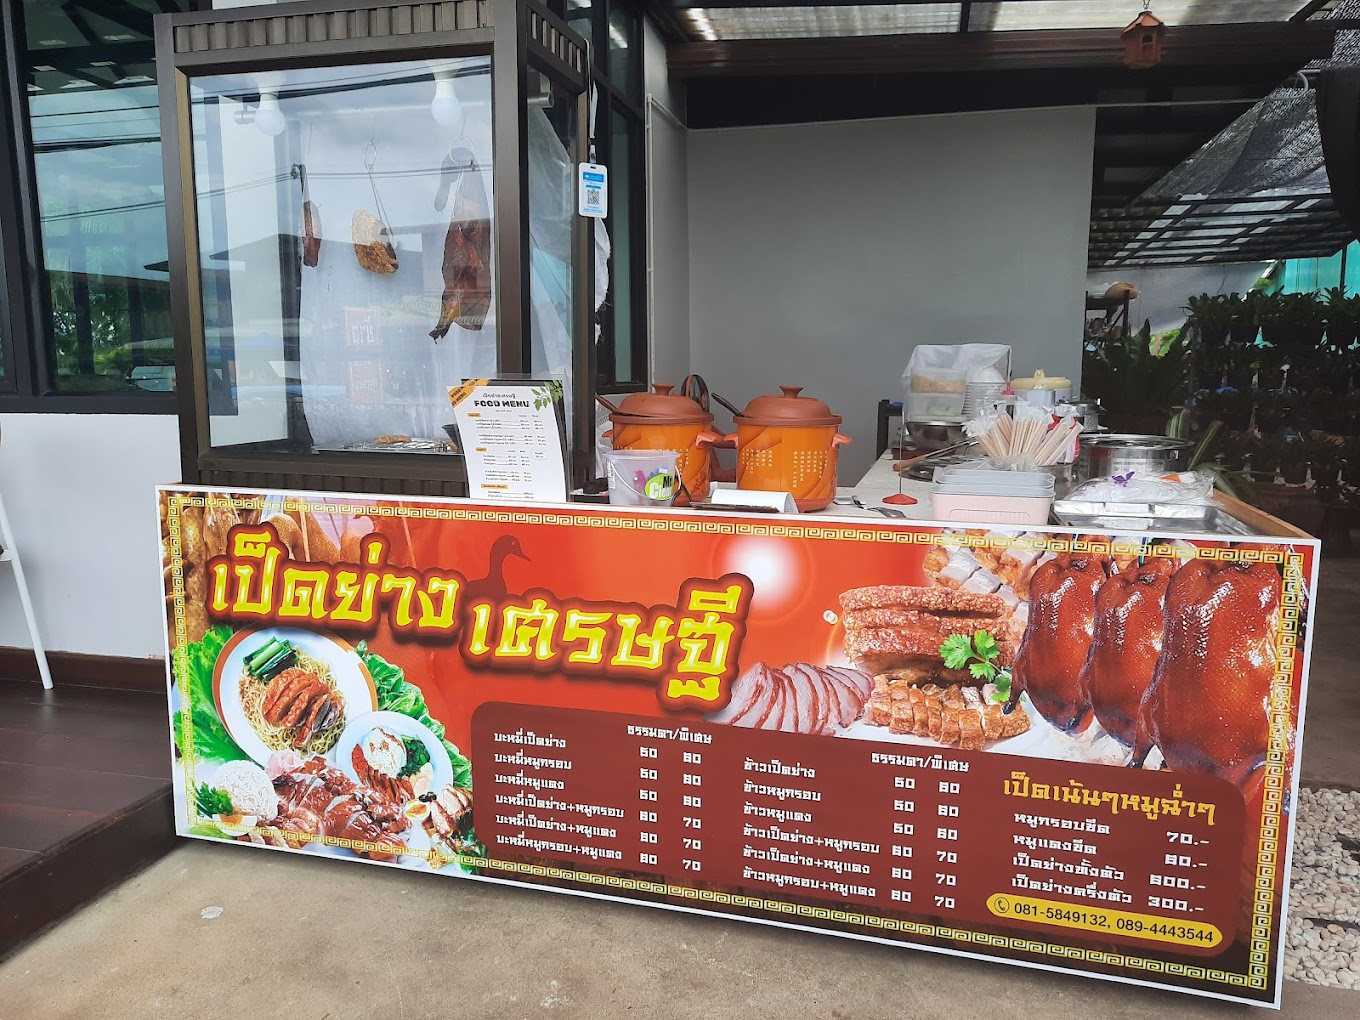 FOOD MENU
เป็ดย่าง เศรษฐี
ธรรมดา/พิเศษ
บะหมี่เป็ดย่าง 50 60
บะหมี่หมูกรอบ 50 60
บะหมี่หมูแดง 50 60
บะหมี่เป็ดย่าง+หมูกรอบ 60 70
บะหมี่เป็ดย่าง+หมูแดง 60 70
บะหมี่หมูกรอบ+หมูแดง 60 70
ธรรมดา/พิเศษ
ข้าวเป็ดย่าง 50 60
ข้าวหมูกรอบ 50 60
ข้าวหมูแดง 50 60
ข้าวเป็ดย่าง+หมูกรอบ 60 70
ข้าวเป็ดย่าง+หมูแดง 60 70
ข้าวหมูกรอบ+หมูแดง 60 70
เป็ดเน้นๆหมูฉ่ำๆ
หมูกรอบขีด 70.-
หมูแดงขีด 60.-
เป็ดย่างทั้งตัว 600.-
เป็ดย่างครึ่งตัว 300.-
081-5849132, 089-4443544